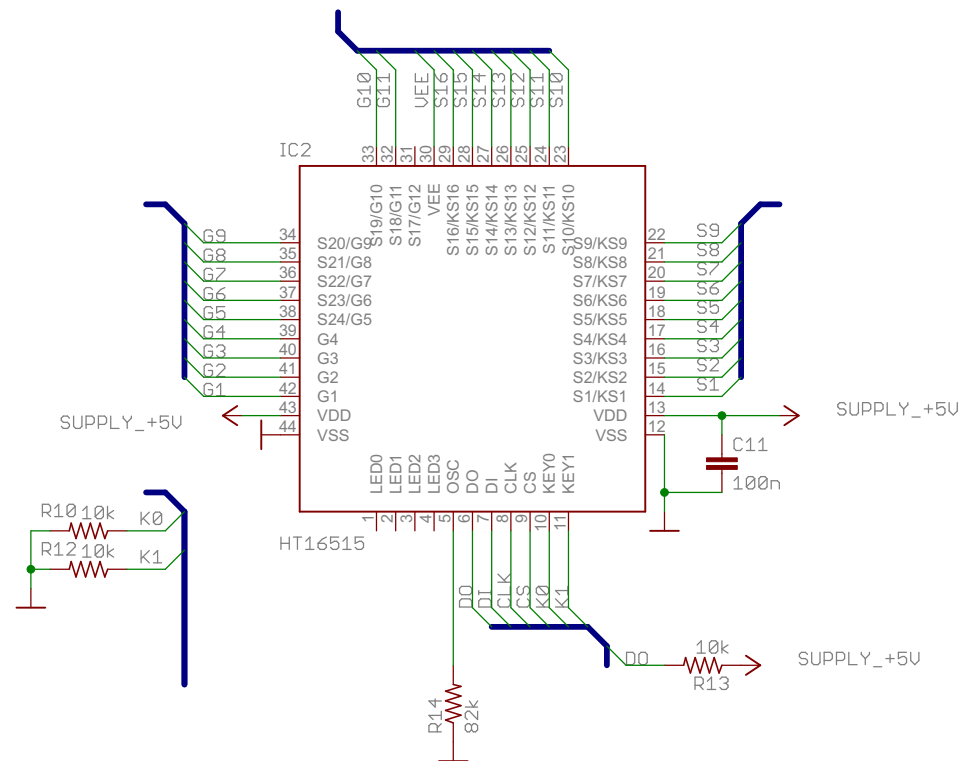 G10 G11 VEE S16 S15 S14 S13 S12 S11 S10
IC2
33 32 31 30 29 28 27 26 25 24 23
S19/G10 S18/G11 S17/G12 VEE S16/KS16 S15/KS15 S14/KS14 S13/KS13 S12/KS12 S11/KS11 S10/KS10
G9 34 S20/G9 S9/KS9 22 S9
G8 35 S21/G8 S8/KS8 21 S8
G7 36 S22/G7 S7/KS7 20 S7
G6 37 S23/G6 S6/KS6 19 S6
G5 38 S24/G5 S5/KS5 18 S5
G4 39 G4 S4/KS4 17 S4
G3 40 G3 S3/KS3 16 S3
G2 41 G2 S2/KS2 15 S2
G1 42 G1 S1/KS1 14 S1
SUPPLY_+5V 43 VDD VDD 13 SUPPLY_+5V
44 VSS VSS 12
C11
100n
LED0 LED1 LED2 LED3 OSC DO DI CLK CS KEY0 KEY1
1 2 3 4 5 6 7 8 9 10 11
HT16515
R10 10k K0
R12 10k K1
DO DI CLK CS K0 K1
DO 10k SUPPLY_+5V
R13
R14 82k